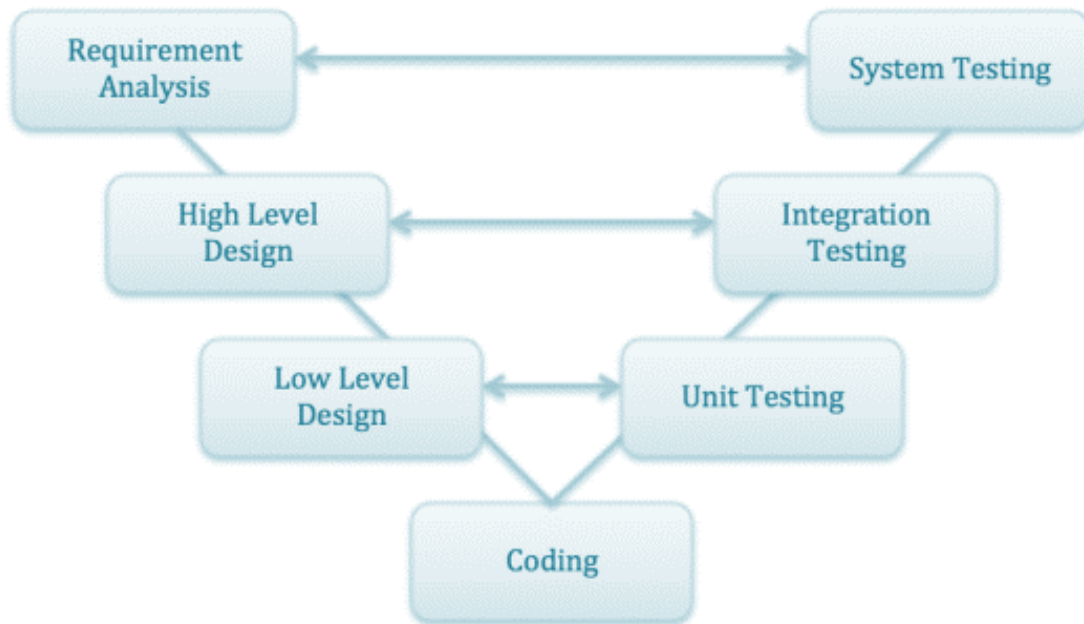 Requirement
Analysis
System Testing
High Level
Design
Integration
Testing
Low Level
Design
Unit Testing
Coding